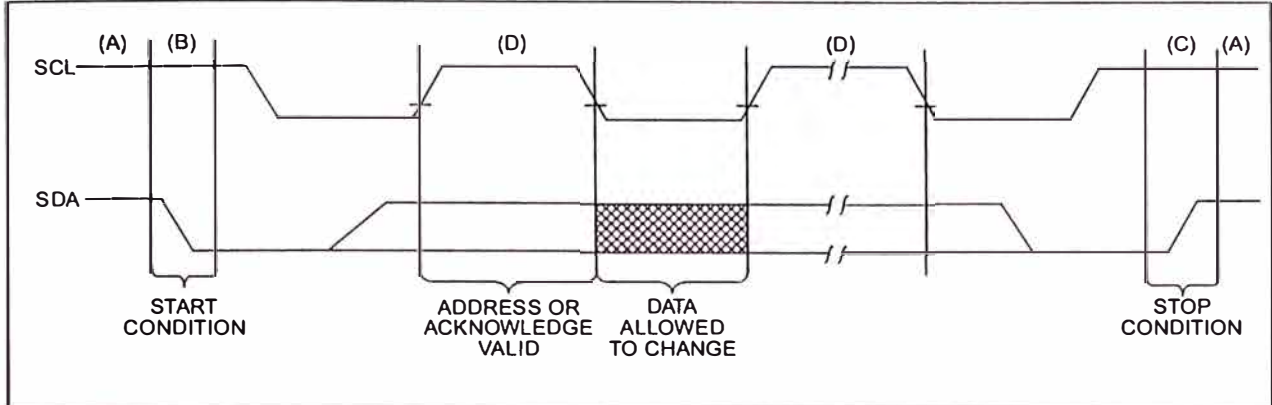 (A) (B) (D) (D) (C) (A)
SCL
SDA
START
CONDITION
ADDRESS OR
ACKNOWLEDGE
VALID
DATA
ALLOWED
TO CHANGE
STOP
CONDITION